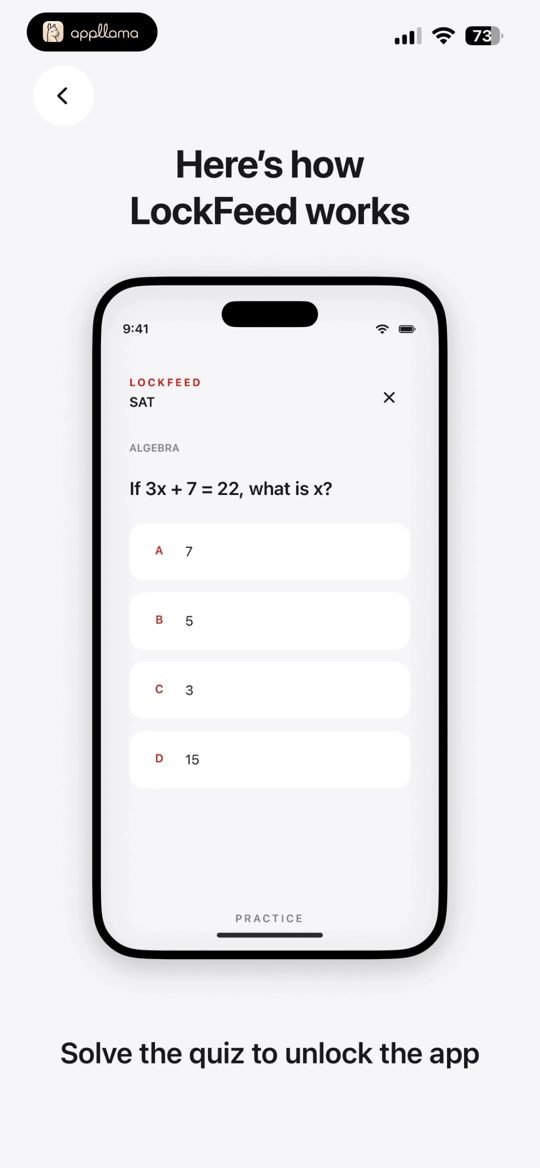 appllama
73
Here’s how
LockFeed works
9:41
LOCKFEED
SAT
ALGEBRA
If 3x + 7 = 22, what is x?
A 7
B 5
C 3
D 15
PRACTICE
Solve the quiz to unlock the app